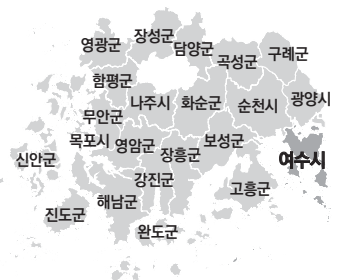 장성군
영광군
담양군
구례군
곡성군
함평군
나주시
화순군
순천시
광양시
무안군
목포시
영암군
장흥군
보성군
여수시
신안군
강진군
고흥군
해남군
진도군
완도군